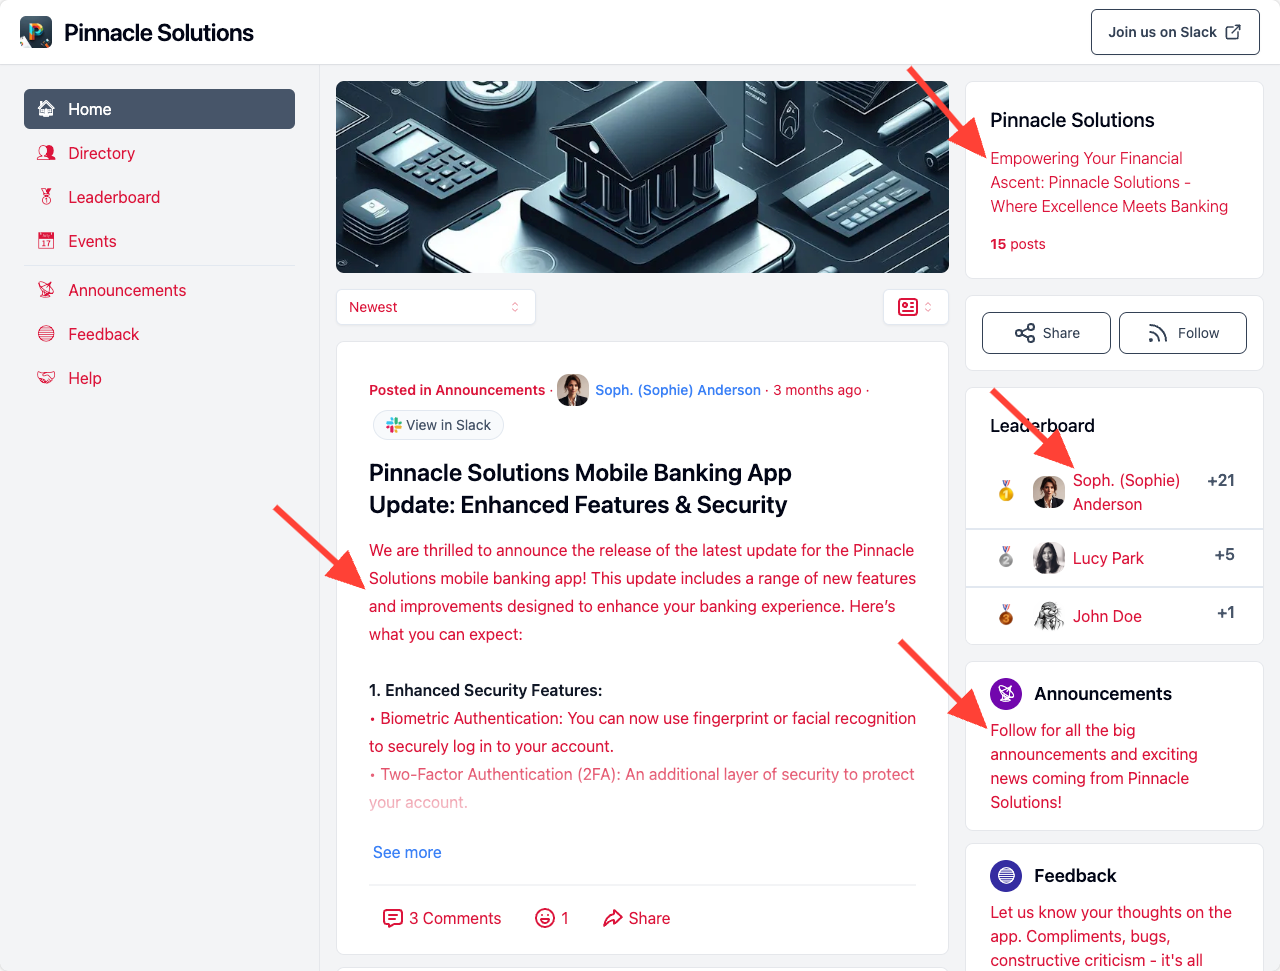 Pinnacle Solutions
Join us on Slack
Home
Directory
Leaderboard
Events
Announcements
Feedback
Help
Newest
Posted in Announcements · Soph. (Sophie) Anderson · 3 months ago ·
View in Slack
Pinnacle Solutions Mobile Banking App
Update: Enhanced Features & Security
We are thrilled to announce the release of the latest update for the Pinnacle
Solutions mobile banking app! This update includes a range of new features
and improvements designed to enhance your banking experience. Here’s
what you can expect:
1. Enhanced Security Features:
• Biometric Authentication: You can now use fingerprint or facial recognition
to securely log in to your account.
• Two-Factor Authentication (2FA): An additional layer of security to protect
your account.
See more
3 Comments
1
Share
Pinnacle Solutions
Empowering Your Financial
Ascent: Pinnacle Solutions -
Where Excellence Meets Banking
15 posts
Share
Follow
Leaderboard
1
Soph. (Sophie)
Anderson
+21
2
Lucy Park
+5
3
John Doe
+1
Announcements
Follow for all the big
announcements and exciting
news coming from Pinnacle
Solutions!
Feedback
Let us know your thoughts on the
app. Compliments, bugs,
constructive criticism - it's all